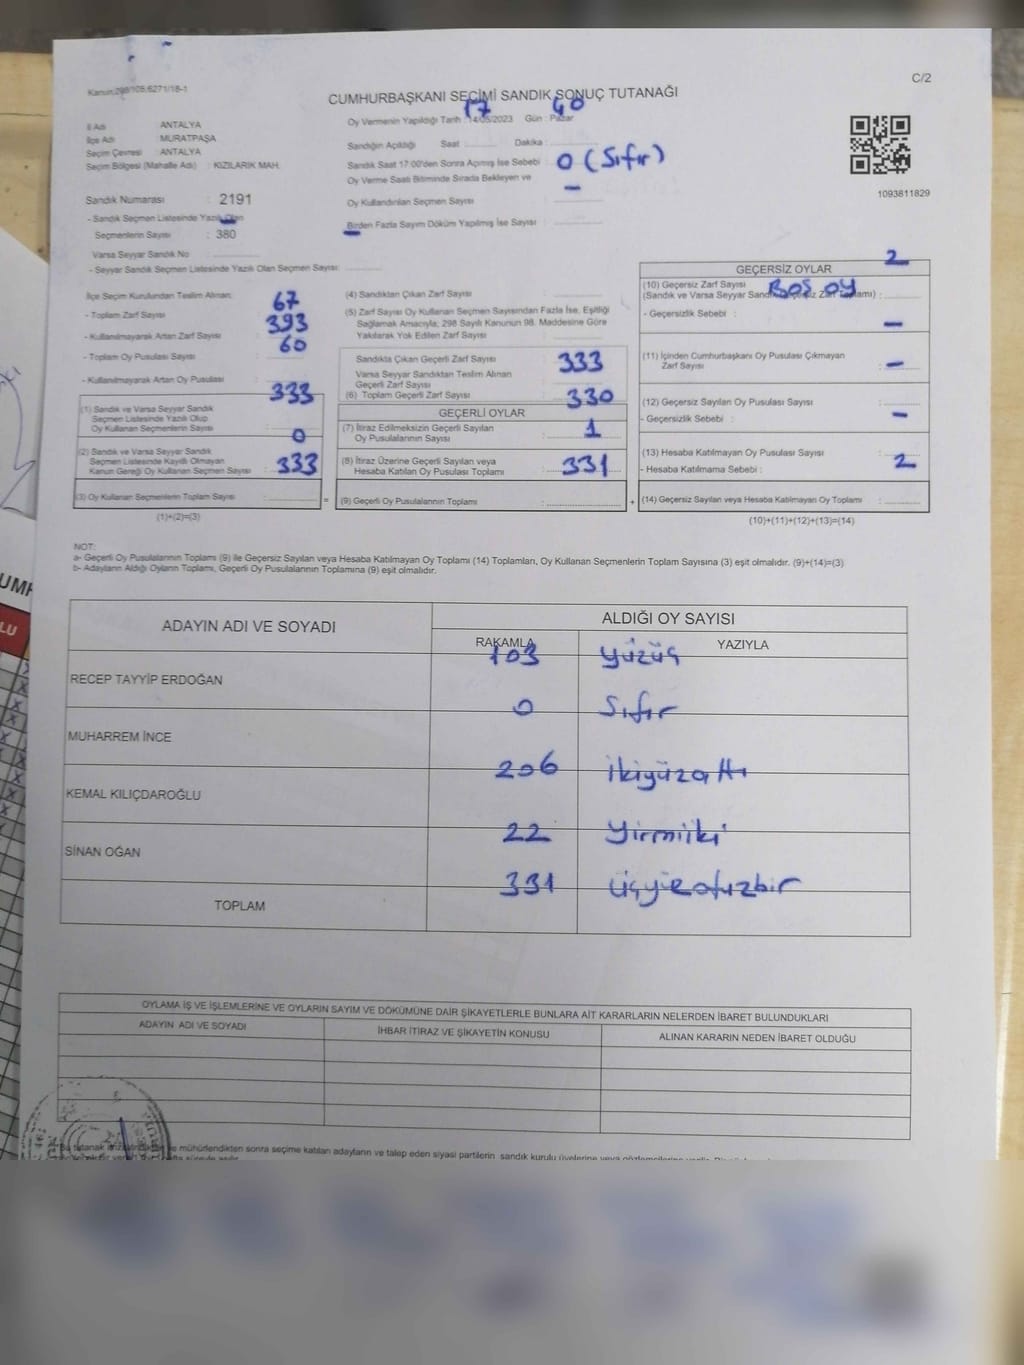 C/2
Kanun:298/108;6271/18-1
CUMHURBAŞKANI SEÇİMİ SANDIK SONUÇ TUTANAĞI
İl Adı ANTALYA
İlçe Adı : MURATPAŞA
Seçim Çevresi : ANTALYA
Seçim Bölgesi (Mahalle Adı) : KIZILARIK MAH.
Sandık Numarası : 2191
- Sandık Seçmen Listesinde Yazılı Olan
Seçmenlerin Sayısı : 380
Varsa Seyyar Sandık No
- Seyyar Sandık Seçmen Listesinde Yazılı Olan Seçmen Sayısı:
17 40
Oy Vermenin Yapıldığı Tarih :14/05/2023 Gün : Pazar
Sandığın Açıldığı Saat : Dakika :
Sandık Saat 17:00'den Sonra Açılmış İse Sebebi : 0 (Sıfır)
Oy Verme Saati Bitiminde Sırada Bekleyen ve
Oy Kullandırılan Seçmen Sayısı : –
Birden Fazla Sayım Döküm Yapılmış İse Sayısı :
1093811829
İlçe Seçim Kurulundan Teslim Alınan: 67
- Toplam Zarf Sayısı : 393
- Kullanılmayarak Artan Zarf Sayısı : 60
- Toplam Oy Pusulası Sayısı :
- Kullanılmayarak Artan Oy Pusulası :
333
(1) Sandık ve Varsa Seyyar Sandık
Seçmen Listesinde Yazılı Olup
Oy Kullanan Seçmenlerin Sayısı :
0
(2) Sandık ve Varsa Seyyar Sandık
Seçmen Listesinde Kayıtlı Olmayan
Kanun Gereği Oy Kullanan Seçmen Sayısı : 333
(3) Oy Kullanan Seçmenlerin Toplam Sayısı : =
(1)+(2)=(3)
(4) Sandıktan Çıkan Zarf Sayısı :
(5) Zarf Sayısı Oy Kullanan Seçmen Sayısından Fazla İse, Eşitliği
Sağlamak Amacıyla, 298 Sayılı Kanunun 98. Maddesine Göre
Yakılarak Yok Edilen Zarf Sayısı :
Sandıkta Çıkan Geçerli Zarf Sayısı : 333
Varsa Seyyar Sandıktan Teslim Alınan
Geçerli Zarf Sayısı :
(6) Toplam Geçerli Zarf Sayısı : 330
GEÇERLİ OYLAR
(7) İtiraz Edilmeksizin Geçerli Sayılan
Oy Pusulalarının Sayısı : 1
(8) İtiraz Üzerine Geçerli Sayılan veya
Hesaba Katılan Oy Pusulası Toplamı : 331
(9) Geçerli Oy Pusulalarının Toplamı : +
2
GEÇERSİZ OYLAR
(10) Geçersiz Zarf Sayısı BOŞ OY
(Sandık ve Varsa Seyyar Sandık Geçersiz Zarf Toplamı) :
- Geçersizlik Sebebi : –
(11) İçinden Cumhurbaşkanı Oy Pusulası Çıkmayan
Zarf Sayısı : –
(12) Geçersiz Sayılan Oy Pusulası Sayısı :
- Geçersizlik Sebebi : –
(13) Hesaba Katılmayan Oy Pusulası Sayısı :
- Hesaba Katılmama Sebebi : 2
(14) Geçersiz Sayılan veya Hesaba Katılmayan Oy Toplamı :
(10)+(11)+(12)+(13)=(14)
NOT:
a- Geçerli Oy Pusulalarının Toplamı (9) ile Geçersiz Sayılan veya Hesaba Katılmayan Oy Toplamı (14) Toplamları, Oy Kullanan Seçmenlerin Toplam Sayısına (3) eşit olmalıdır. (9)+(14)=(3)
b- Adayların Aldığı Oyların Toplamı, Geçerli Oy Pusulalarının Toplamına (9) eşit olmalıdır.
ADAYIN ADI VE SOYADI ALDIĞI OY SAYISI
RAKAMLA YAZIYLA
103 yüzüç
RECEP TAYYİP ERDOĞAN
0 Sıfır
MUHARREM İNCE
206 ikiyüzaltı
KEMAL KILIÇDAROĞLU
22 Yirmiiki
SİNAN OĞAN
331 üçyüzotuzbir
TOPLAM
OYLAMA İŞ VE İŞLEMLERİNE VE OYLARIN SAYIM VE DÖKÜMÜNE DAİR ŞİKAYETLERLE BUNLARA AİT KARARLARIN NELERDEN İBARET BULUNDUKLARI
ADAYIN ADI VE SOYADI İHBAR İTİRAZ VE ŞİKAYETİN KONUSU ALINAN KARARIN NEDEN İBARET OLDUĞU
mühürlendikten sonra seçime katılan adayların ve talep eden siyasi partilerin sandık kurulu üyelerine veya gözlemcilerine verilir.